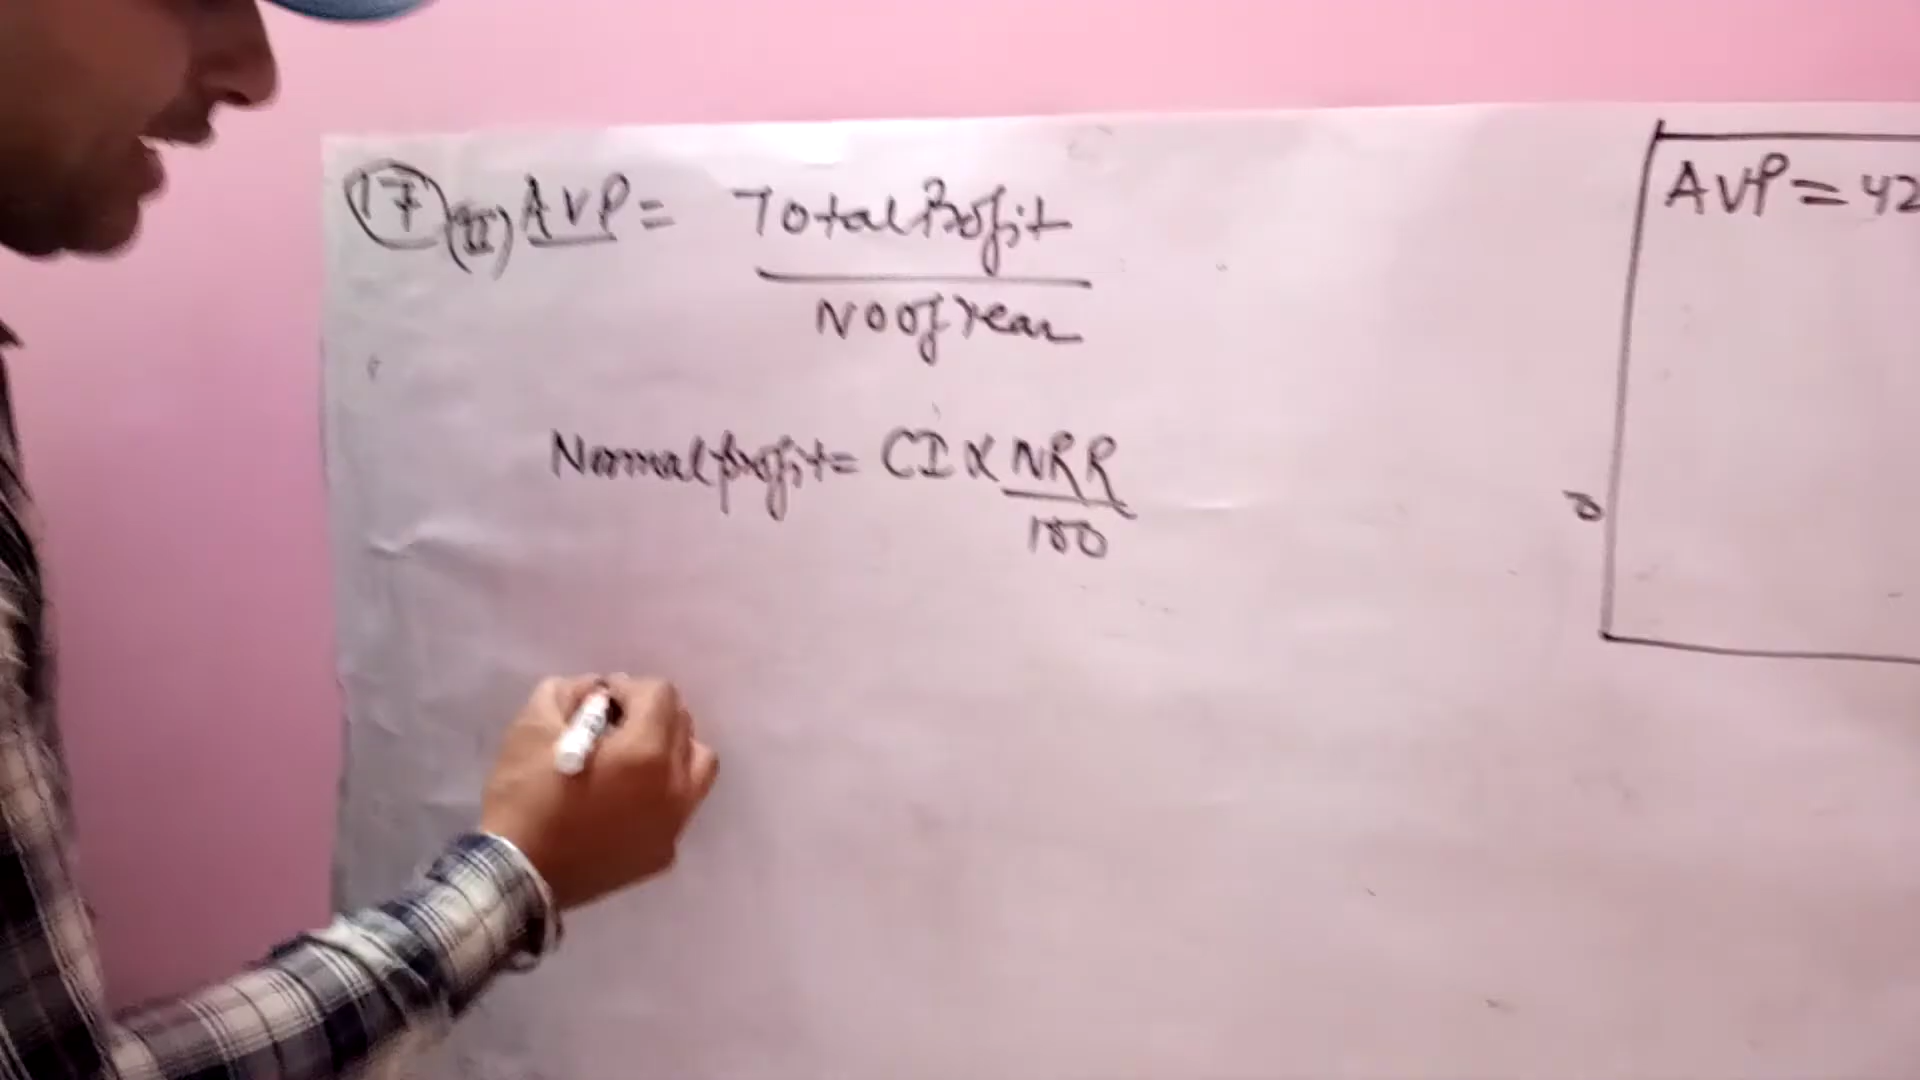 17 (II) AVP = Total Profit
No of Year
Normal profit = CI X NRR
100
AVP = 42